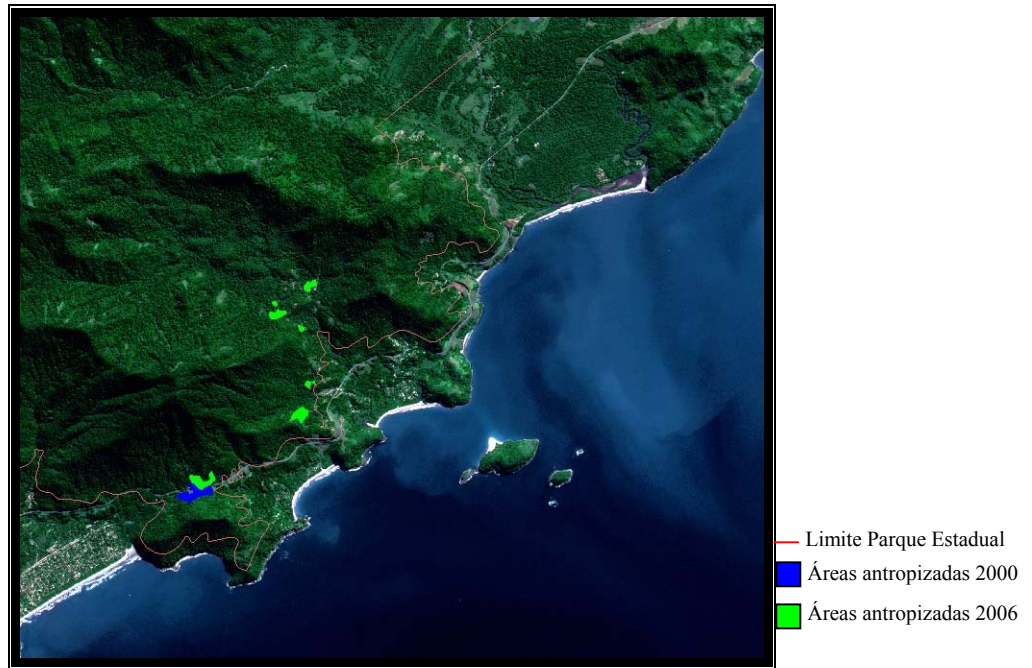 Limite Parque Estadual
Áreas antropizadas 2000
Áreas antropizadas 2006